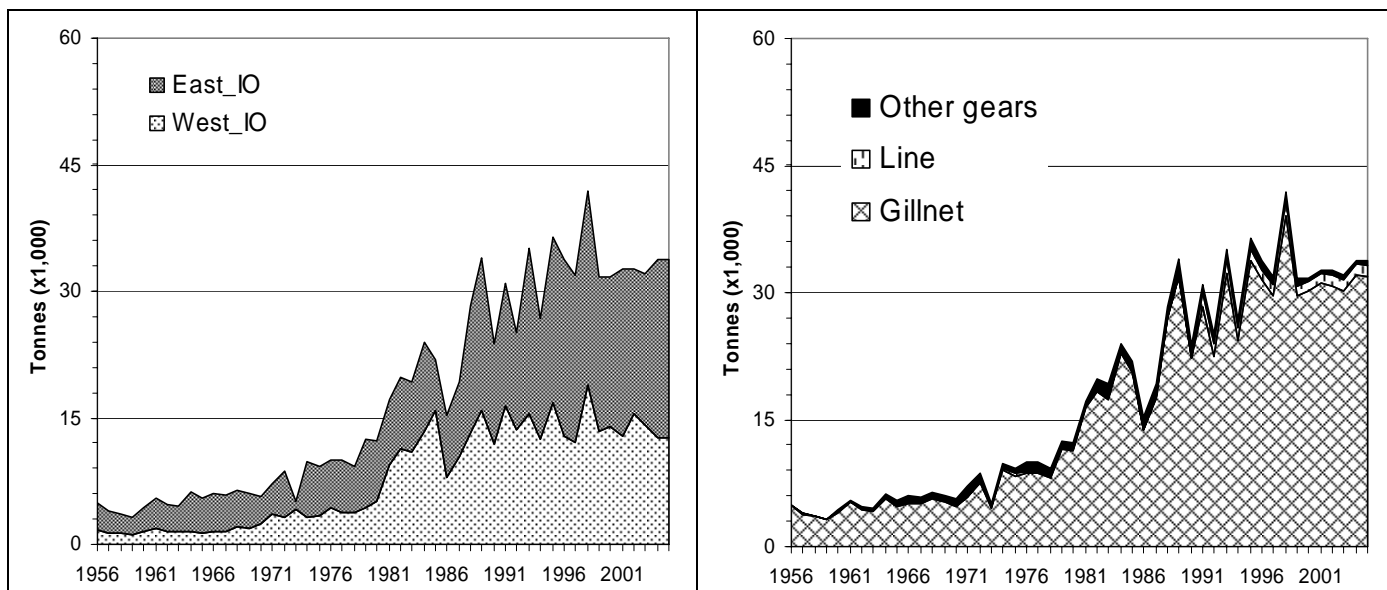 60
45
30
15
0
Tonnes (x1,000)
East_IO
West_IO
1956 1961 1966 1971 1976 1981 1986 1991 1996 2001
60
45
30
15
0
Tonnes (x1,000)
Other gears
Line
Gillnet
1956 1961 1966 1971 1976 1981 1986 1991 1996 2001